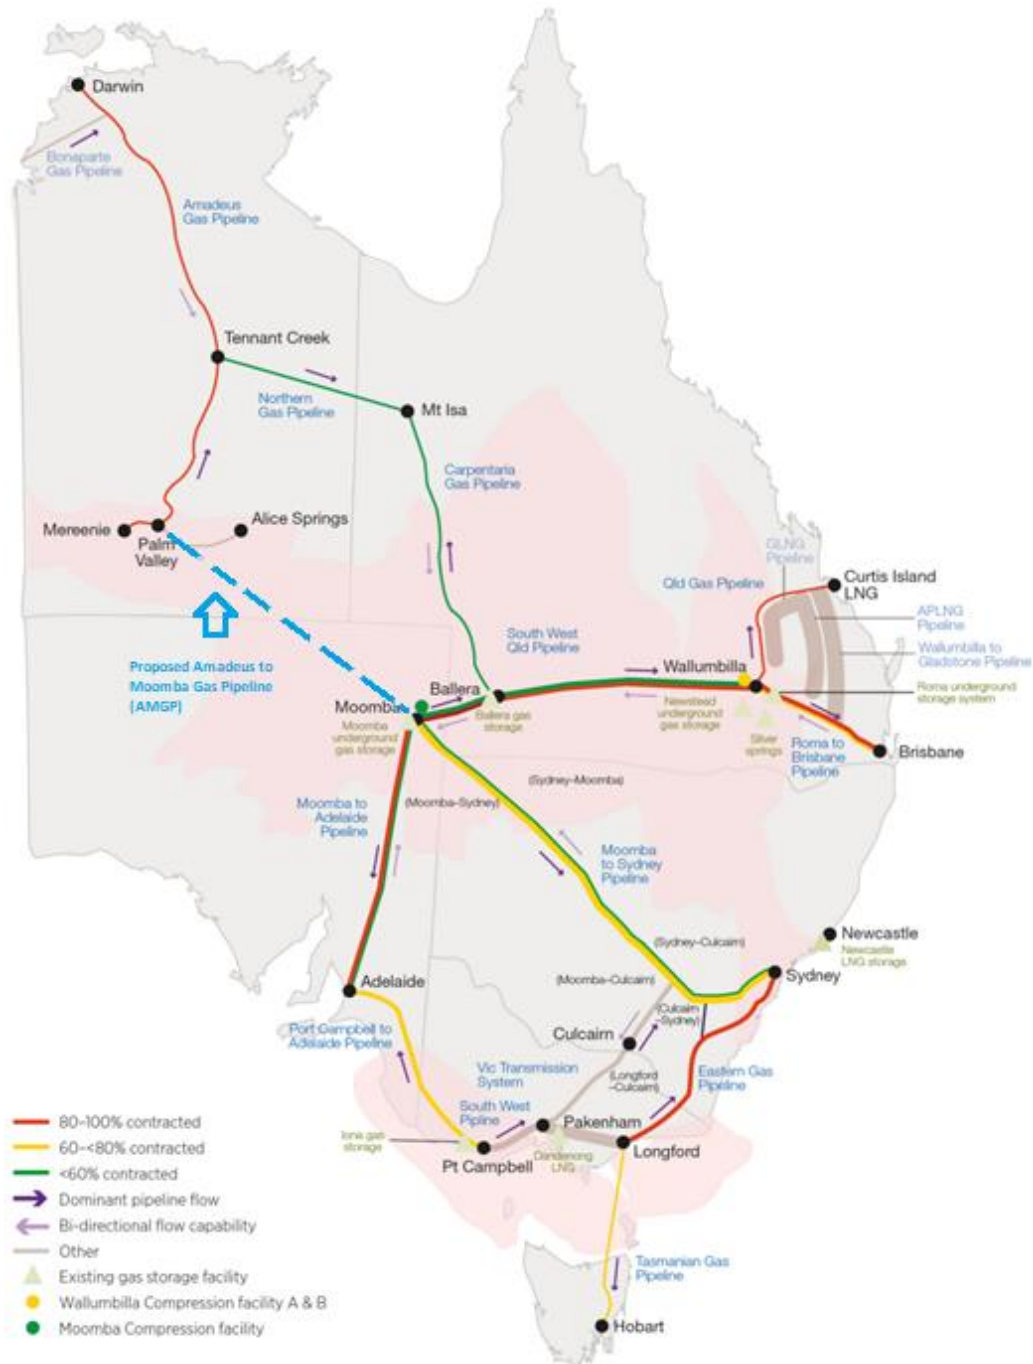 Darwin
Bonaparte
Gas Pipeline
Amadeus
Gas Pipeline
Tennant Creek
Northern
Gas Pipeline
Mt Isa
Carpentaria
Gas Pipeline
Mereenie
Palm
Valley
Alice Springs
GLNG
Pipeline
Qld Gas Pipeline
Curtis Island
LNG
APLNG
Pipeline
Wallumbilla to
Gladstone Pipeline
Roma underground
storage system
South West
Qld Pipeline
Wallumbilla
Proposed Amadeus to
Moomba Gas Pipeline
(AMGP)
Ballera
Moomba
Moomba
underground
gas storage
Ballera gas
storage
Newstead
underground
gas storage
Silver
springs
Roma to
Brisbane
Pipeline
Brisbane
(Sydney–Moomba)
(Moomba–Sydney)
Moomba to
Adelaide
Pipeline
Moomba
to Sydney
Pipeline
Newcastle
Newcastle
LNG storage
(Sydney–Culcairn)
Sydney
(Moomba–Culcairn)
Adelaide
(Culcairn
–Sydney)
Culcairn
Port Campbell to
Adelaide Pipeline
Vic Transmission
System
(Longford
–Culcairn)
Eastern Gas
Pipeline
South West
Pipline
Pakenham
Iona gas
storage
Pt Campbell
Dandenong
LNG
Longford
Tasmanian Gas
Pipeline
Hobart
80–100% contracted
60–<80% contracted
<60% contracted
Dominant pipeline flow
Bi-directional flow capability
Other
Existing gas storage facility
Wallumbilla Compression facility A & B
Moomba Compression facility